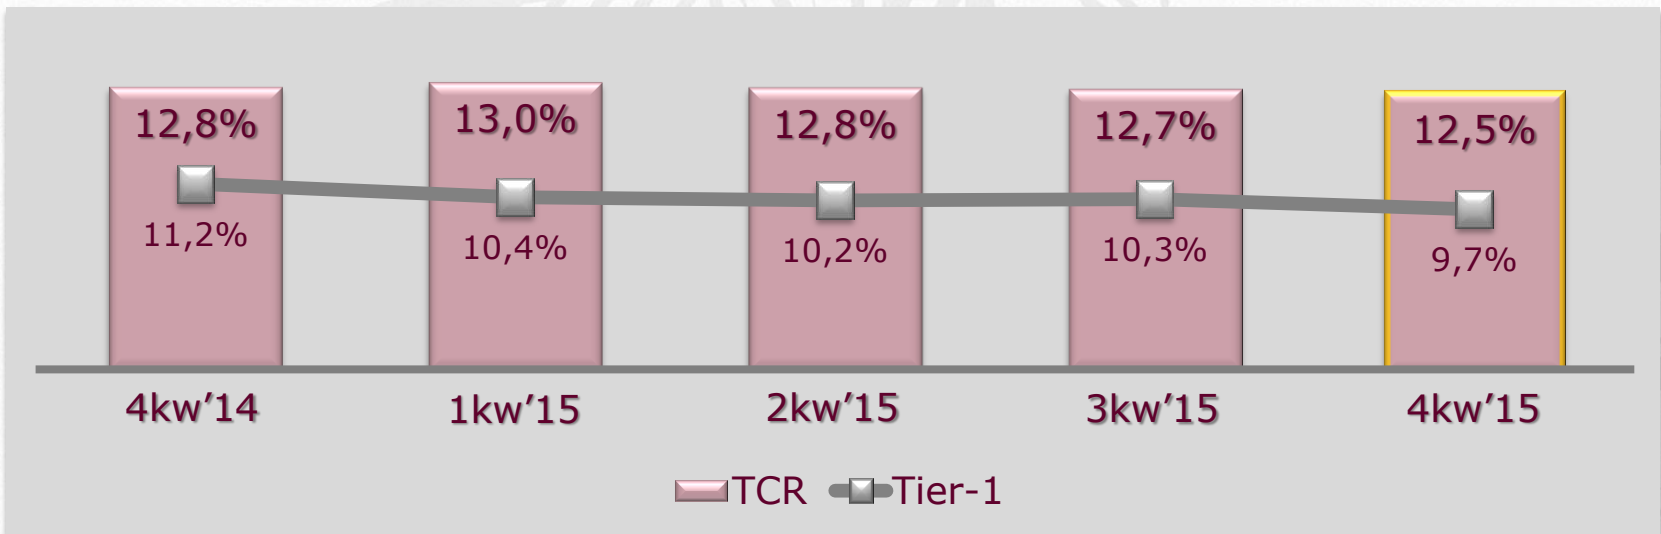 12,8% 13,0% 12,8% 12,7% 12,5%
11,2% 10,4% 10,2% 10,3% 9,7%
4kw’14 1kw’15 2kw’15 3kw’15 4kw’15
TCR Tier-1